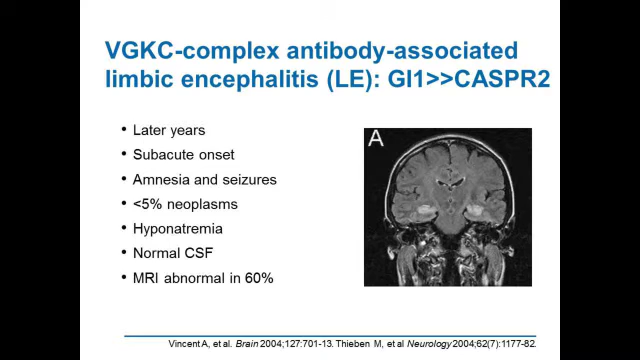 VGKC-complex antibody-associated
limbic encephalitis (LE): GI1>>CASPR2
• Later years
• Subacute onset
• Amnesia and seizures
• <5% neoplasms
• Hyponatremia
• Normal CSF
• MRI abnormal in 60%
A
Vincent A, et al. Brain 2004;127:701-13. Thieben M, et al Neurology 2004;62(7):1177-82.